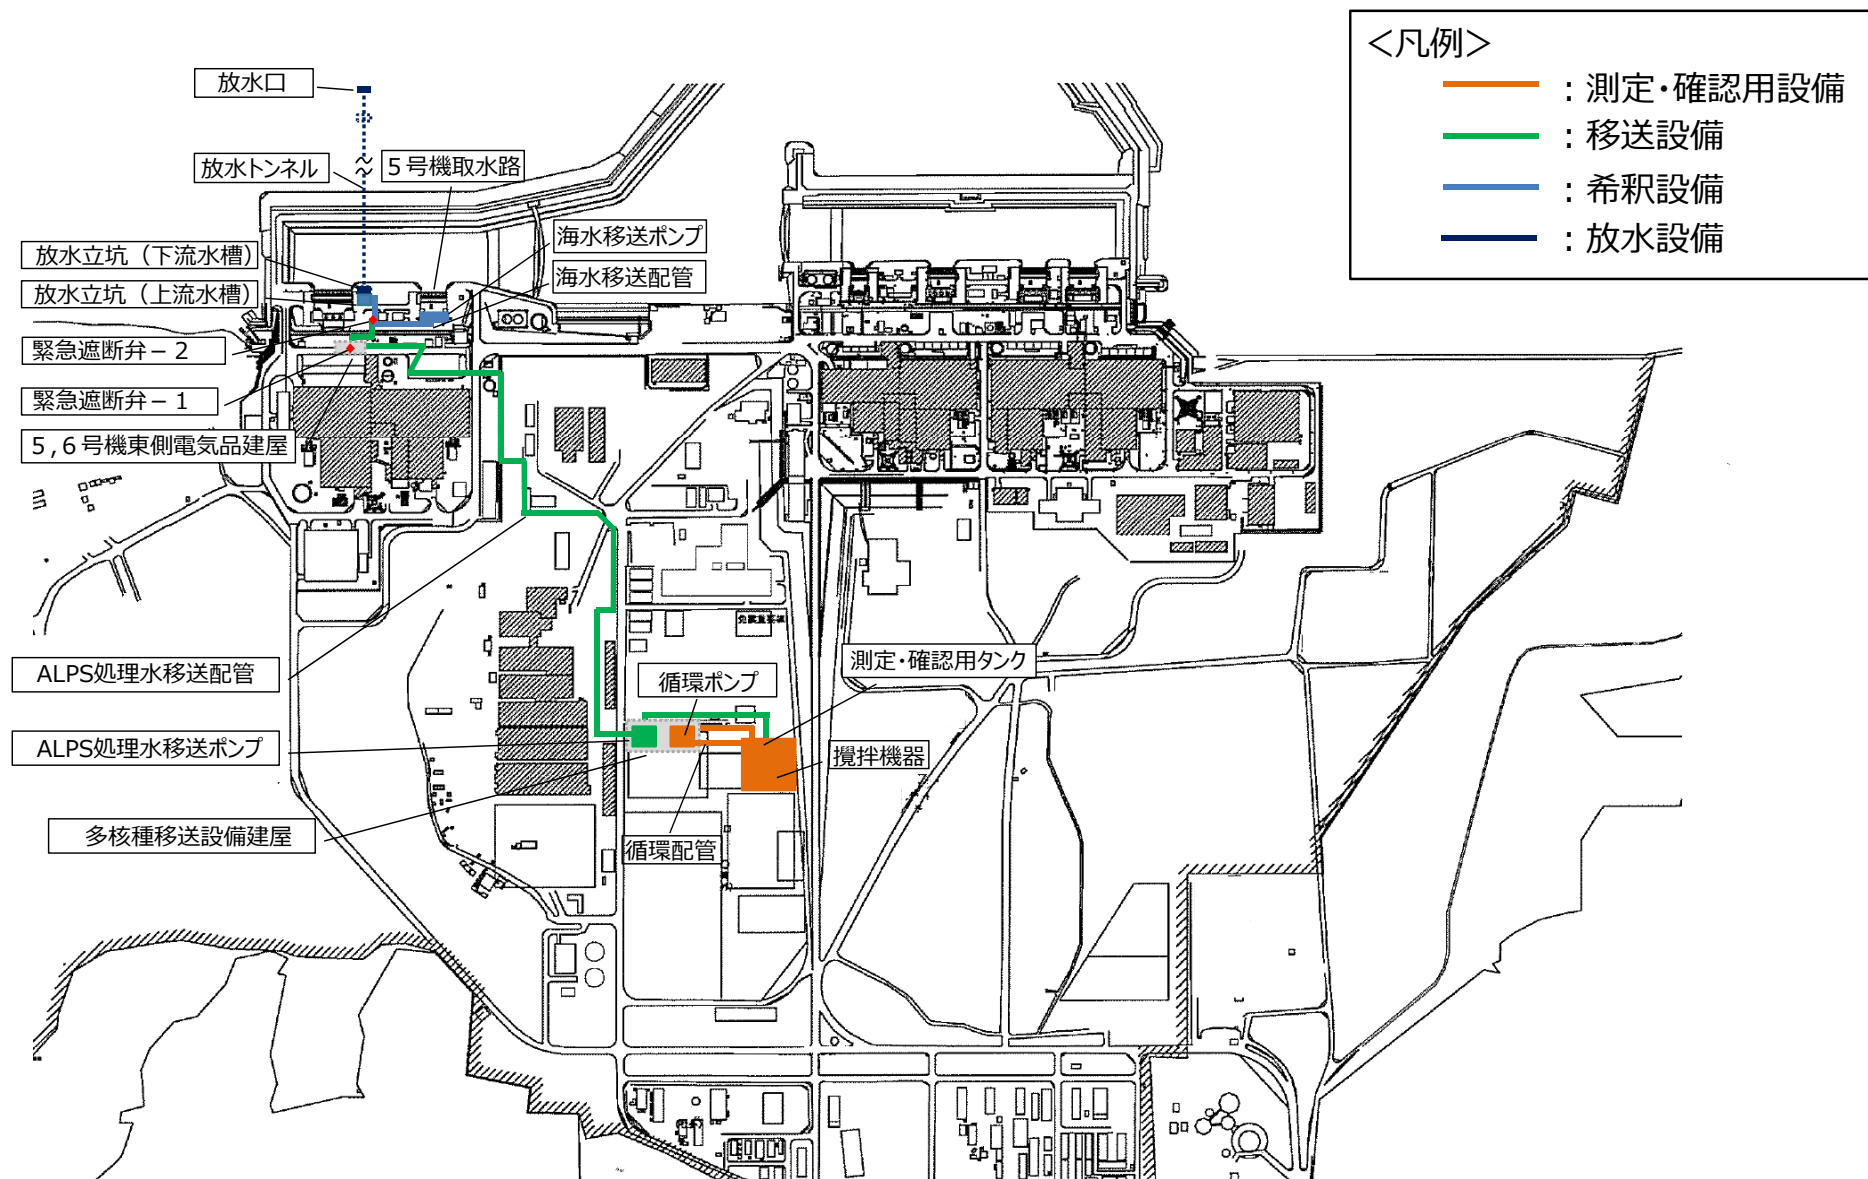 ＜凡例＞
：測定・確認用設備
：移送設備
：希釈設備
：放水設備
放水口
放水トンネル
５号機取水路
海水移送ポンプ
海水移送配管
放水立坑（下流水槽）
放水立坑（上流水槽）
緊急遮断弁－２
緊急遮断弁－１
５,６号機東側電気品建屋
ALPS処理水移送配管
循環ポンプ
測定・確認用タンク
ALPS処理水移送ポンプ
攪拌機器
多核種移送設備建屋
循環配管